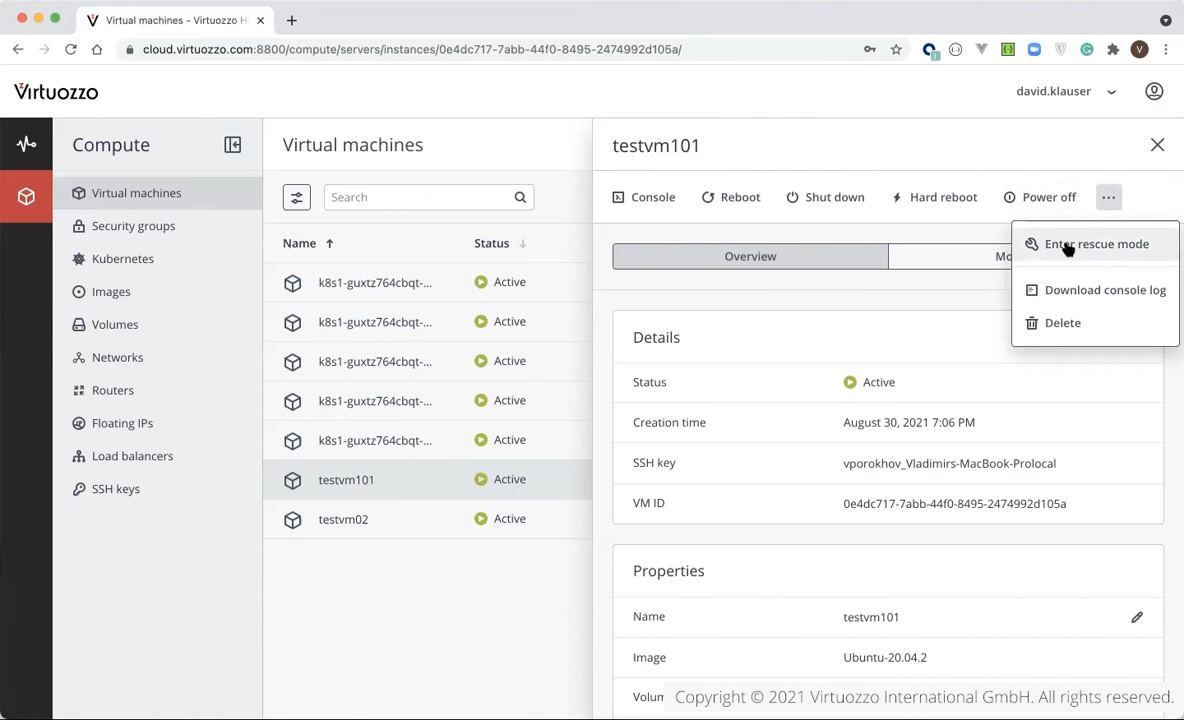 Virtual machines - Virtuozzo H
cloud.virtuozzo.com:8800/compute/servers/instances/0e4dc717-7abb-44f0-8495-2474992d105a/
V
Virtuozzo
david.klauser
Compute
Virtual machines
Security groups
Kubernetes
Images
Volumes
Networks
Routers
Floating IPs
Load balancers
SSH keys
Virtual machines
Search
Name Status
k8s1-guxtz764cbqt-... Active
k8s1-guxtz764cbqt-... Active
k8s1-guxtz764cbqt-... Active
k8s1-guxtz764cbqt-... Active
k8s1-guxtz764cbqt-... Active
testvm101 Active
testvm02 Active
testvm101
Console Reboot Shut down Hard reboot Power off ...
Enter rescue mode
Download console log
Delete
Overview Mo
Details
Status Active
Creation time August 30, 2021 7:06 PM
SSH key vporokhov_Vladimirs-MacBook-Prolocal
VM ID 0e4dc717-7abb-44f0-8495-2474992d105a
Properties
Name testvm101
Image Ubuntu-20.04.2
Volum
Copyright © 2021 Virtuozzo International GmbH. All rights reserved.